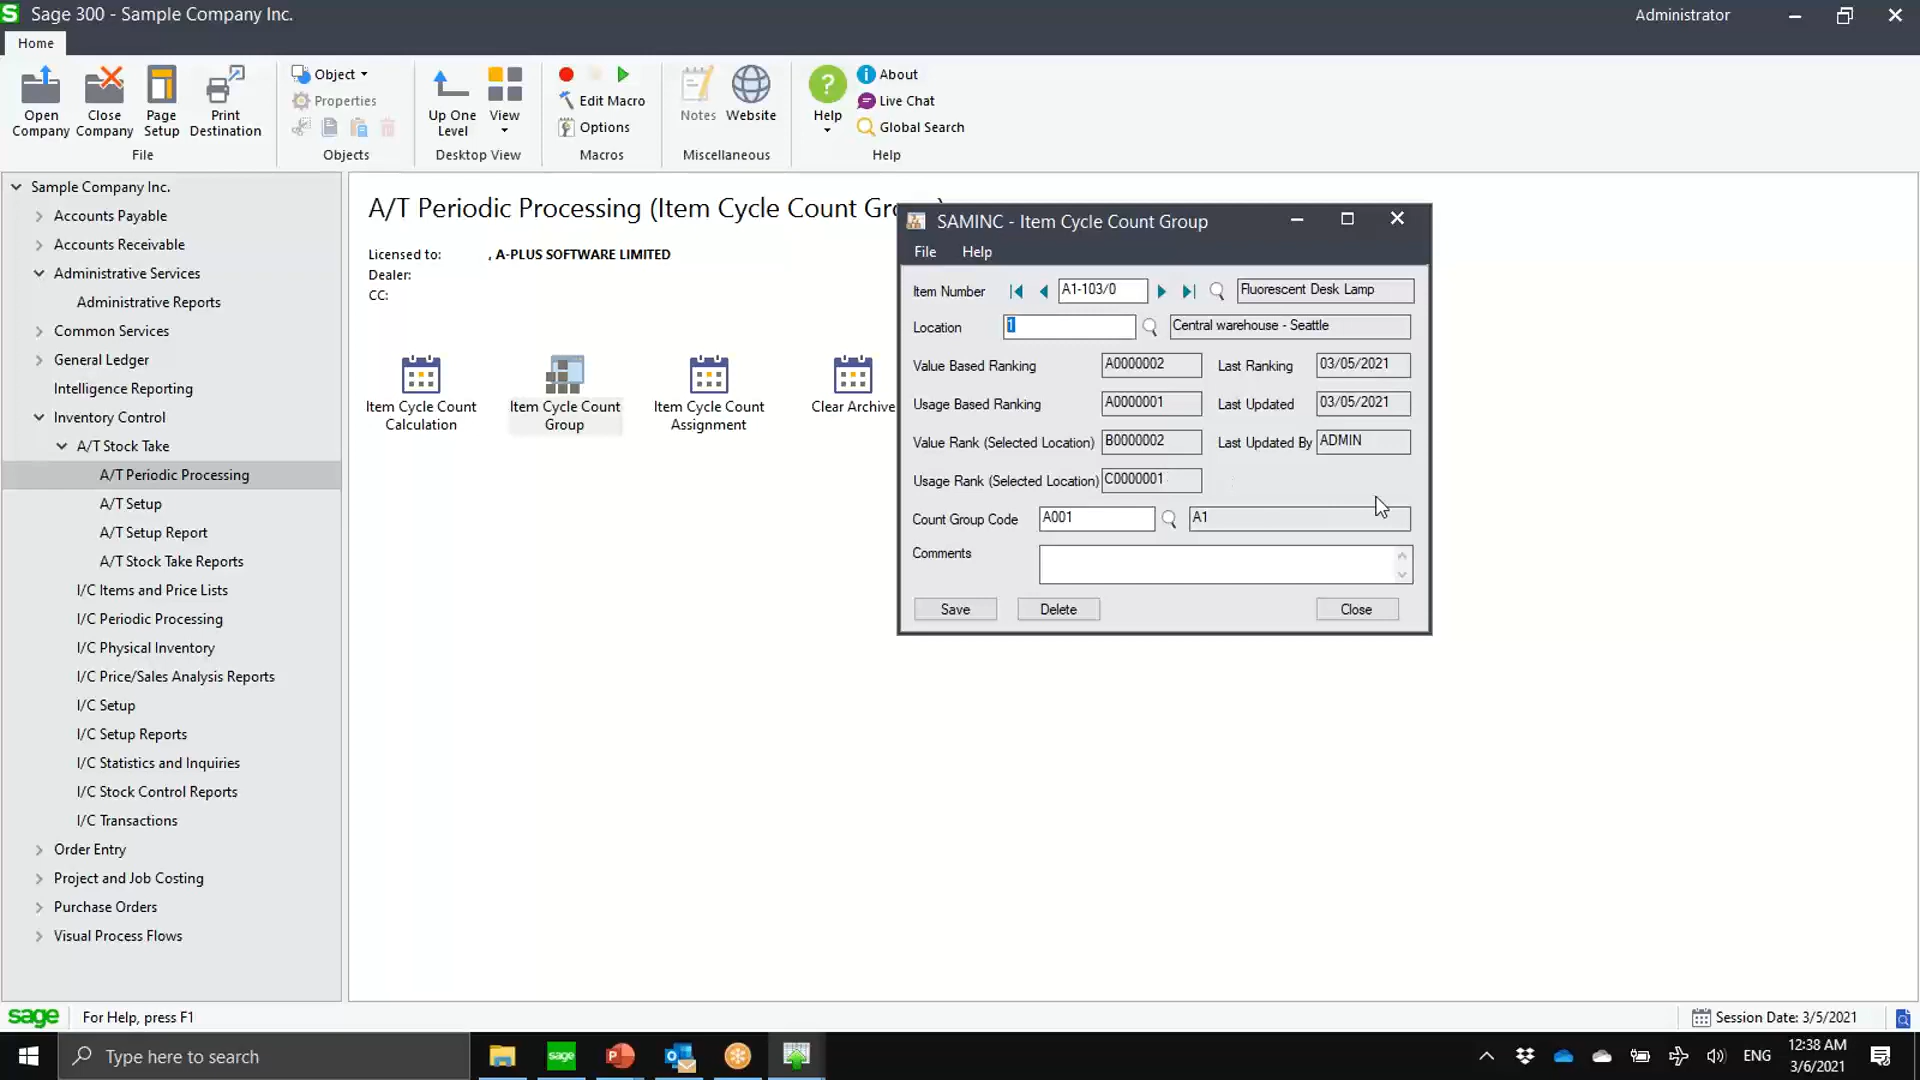 Sage 300 - Sample Company Inc.
Administrator
Home
Open Company
Close Company
Page Setup
Print Destination
File
Object
Properties
Objects
Up One Level
View
Desktop View
Edit Macro
Options
Macros
Notes
Website
Miscellaneous
Help
About
Live Chat
Global Search
Help
Sample Company Inc.
Accounts Payable
Accounts Receivable
Administrative Services
Administrative Reports
Common Services
General Ledger
Intelligence Reporting
Inventory Control
A/T Stock Take
A/T Periodic Processing
A/T Setup
A/T Setup Report
A/T Stock Take Reports
I/C Items and Price Lists
I/C Periodic Processing
I/C Physical Inventory
I/C Price/Sales Analysis Reports
I/C Setup
I/C Setup Reports
I/C Statistics and Inquiries
I/C Stock Control Reports
I/C Transactions
Order Entry
Project and Job Costing
Purchase Orders
Visual Process Flows
A/T Periodic Processing (Item Cycle Count Gr
Licensed to: , A-PLUS SOFTWARE LIMITED
Dealer:
CC:
Item Cycle Count Calculation
Item Cycle Count Group
Item Cycle Count Assignment
Clear Archive
SAMINC - Item Cycle Count Group
File Help
Item Number A1-103/0 Fluorescent Desk Lamp
Location 1 Central warehouse - Seattle
Value Based Ranking A0000002 Last Ranking 03/05/2021
Usage Based Ranking A0000001 Last Updated 03/05/2021
Value Rank (Selected Location) B0000002 Last Updated By ADMIN
Usage Rank (Selected Location) C0000001
Count Group Code A001 A1
Comments
Save Delete Close
sage For Help, press F1
Session Date: 3/5/2021
Type here to search
sage
ENG
12:38 AM
3/6/2021